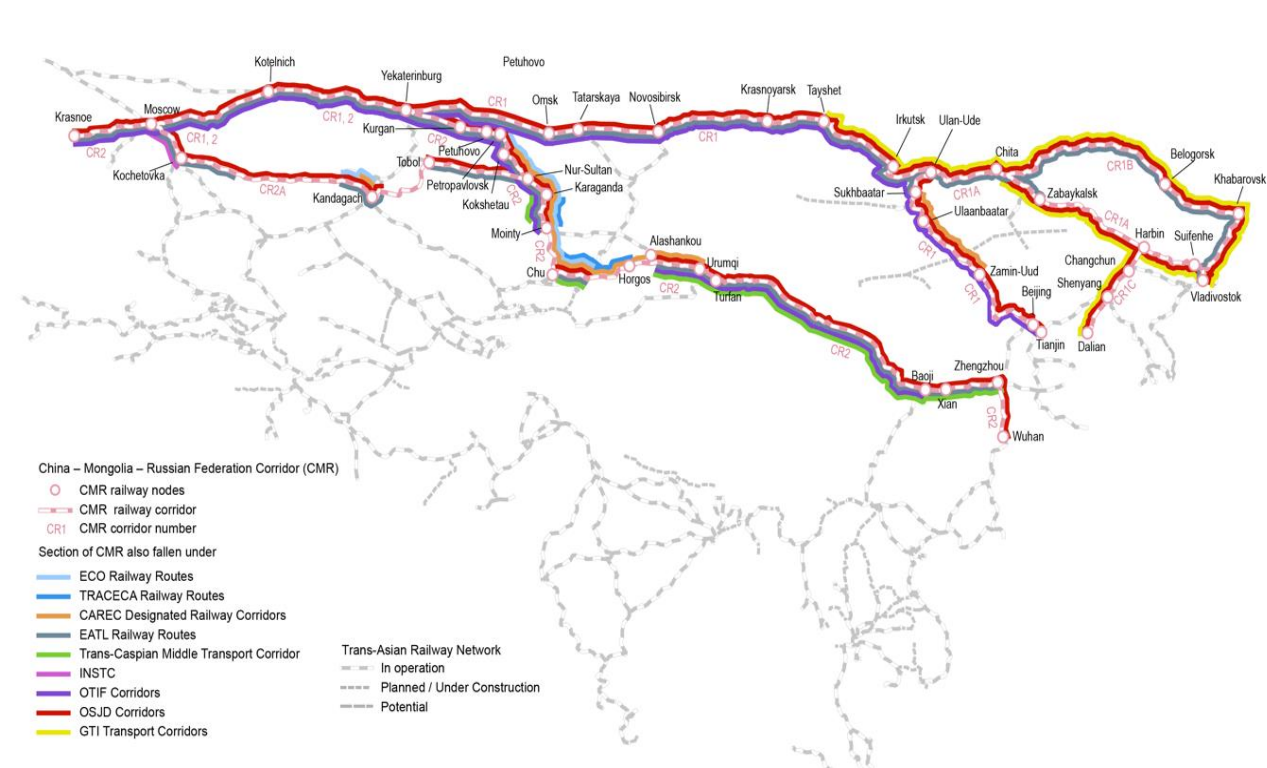 Petuhovo
Kotelnich
Yekaterinburg
Krasnoyarsk
Tayshet
Omsk
Tatarskaya
Novosibirsk
CR1
Krasnoe
Moscow
CR1, 2
Irkutsk
Ulan-Ude
Kurgan
CR2
CR1, 2
CR1
CR2
Petuhovo
Chita
Belogorsk
Tobol
Nur-Sultan
CR1B
Kochetovka
Petropavlovsk
Karaganda
Khabarovsk
CR2A
Kandagach
CR2
Sukhbaatar
CR1A
Zabaykalsk
Kokshetau
Ulaanbaatar
CR1A
Mointy
Harbin
Suifenhe
Alashankou
CR2
CR1
Changchun
Urumqi
Chu
Horgos
Zamin-Uud
Shenyang
CR2
CR1
Beijing
CR1C
Turfan
Vladivostok
Tianjin
Dalian
CR2
Zhengzhou
Baoji
Xian
CR2
Wuhan
China – Mongolia – Russian Federation Corridor (CMR)
CMR railway nodes
CMR railway corridor
CR1 CMR corridor number
Section of CMR also fallen under
ECO Railway Routes
TRACECA Railway Routes
CAREC Designated Railway Corridors
EATL Railway Routes
Trans-Caspian Middle Transport Corridor
INSTC
OTIF Corridors
OSJD Corridors
GTI Transport Corridors
Trans-Asian Railway Network
In operation
Planned / Under Construction
Potential